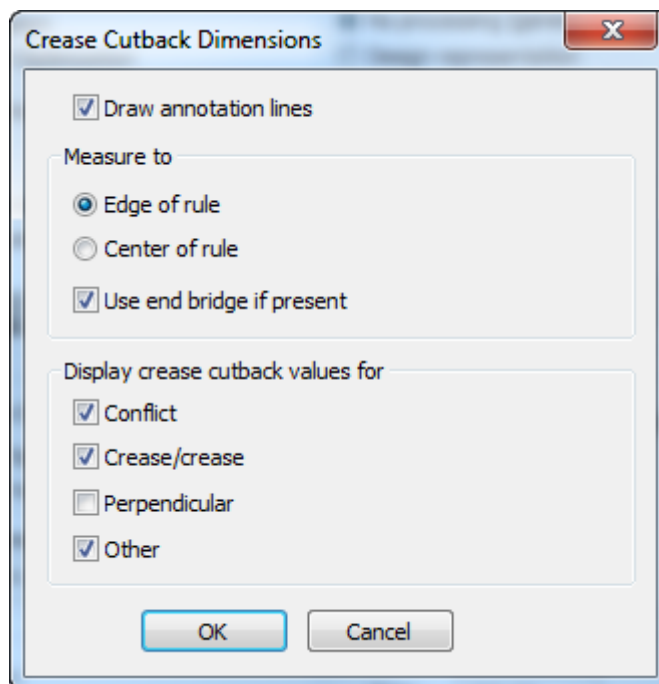 Crease Cutback Dimensions
Draw annotation lines
Measure to
Edge of rule
Center of rule
Use end bridge if present
Display crease cutback values for
Conflict
Crease/crease
Perpendicular
Other
OK Cancel